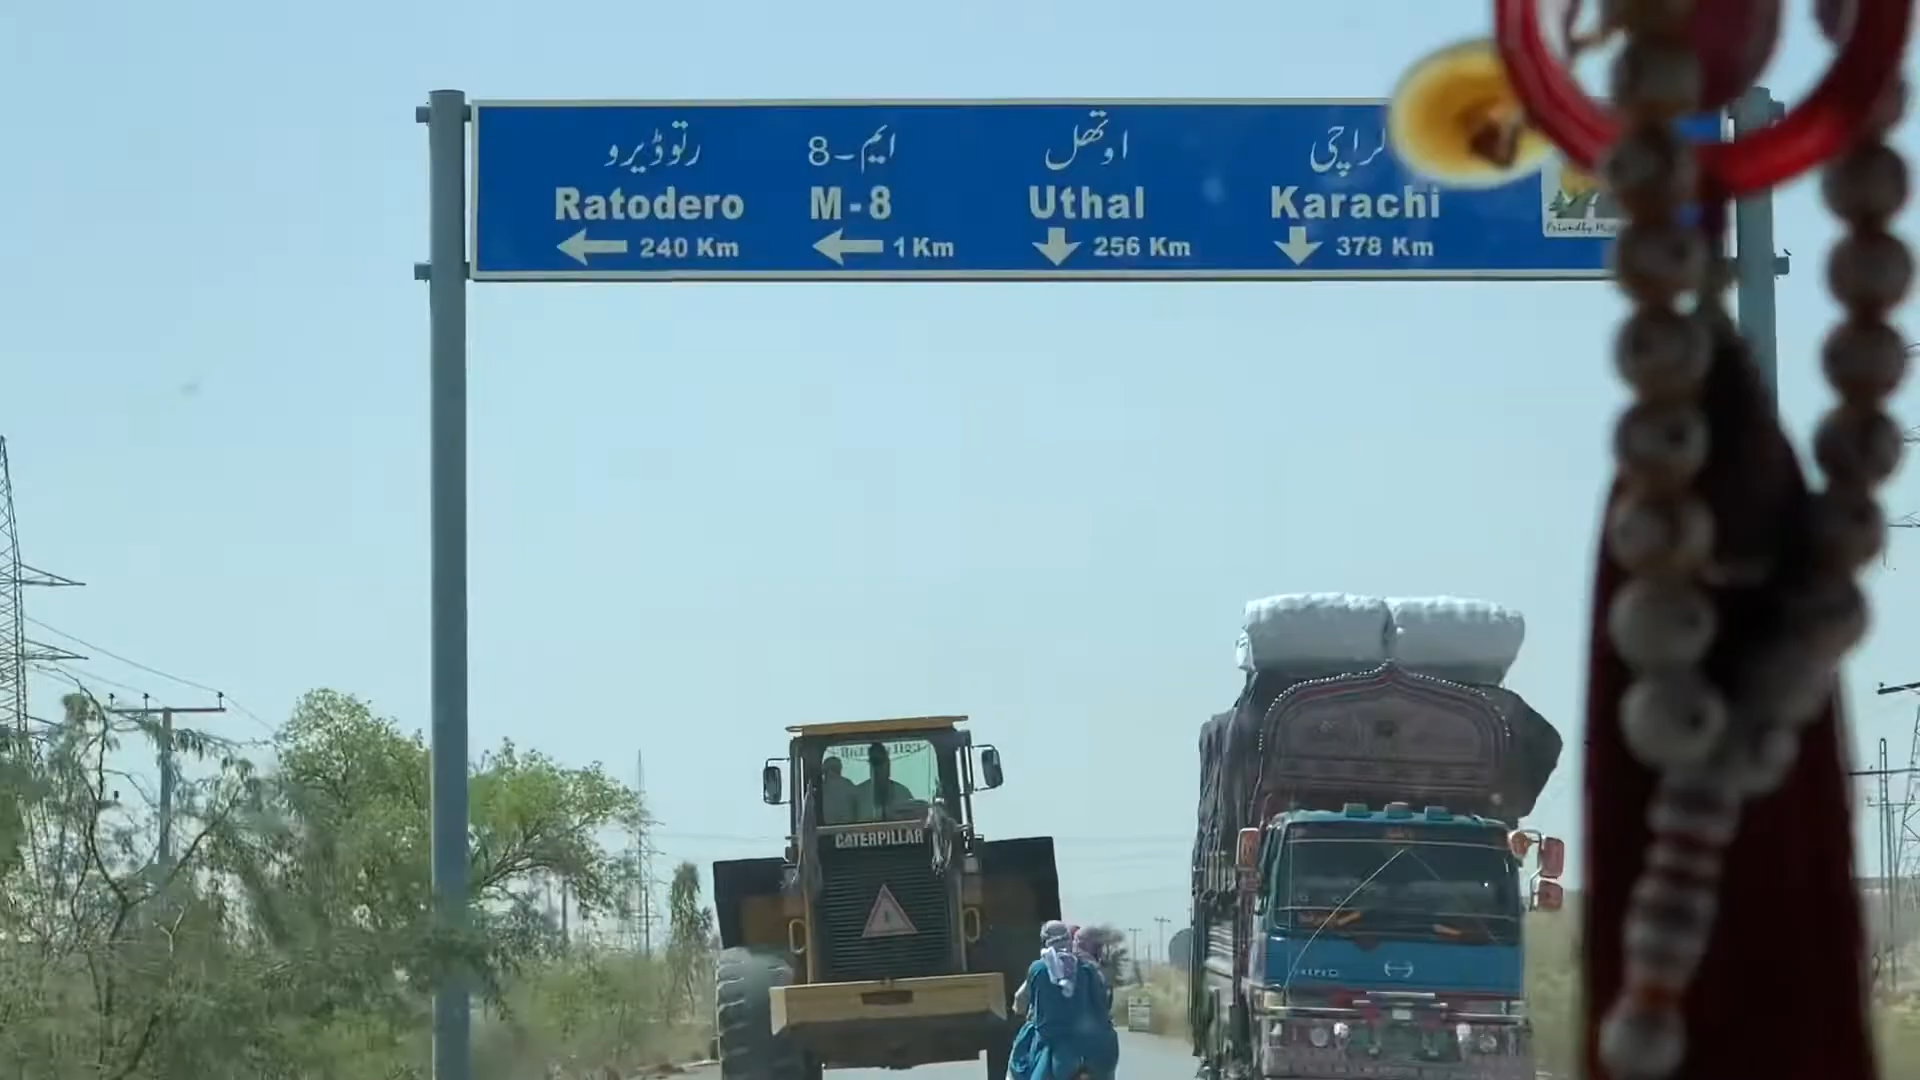 رتوڈیرو ایم-8 اوتھل کراچی
Ratodero M-8 Uthal Karachi
← 240 Km ← 1 Km ↓ 256 Km ↓ 378 Km
Friendly
CATERPILLAR
HINO